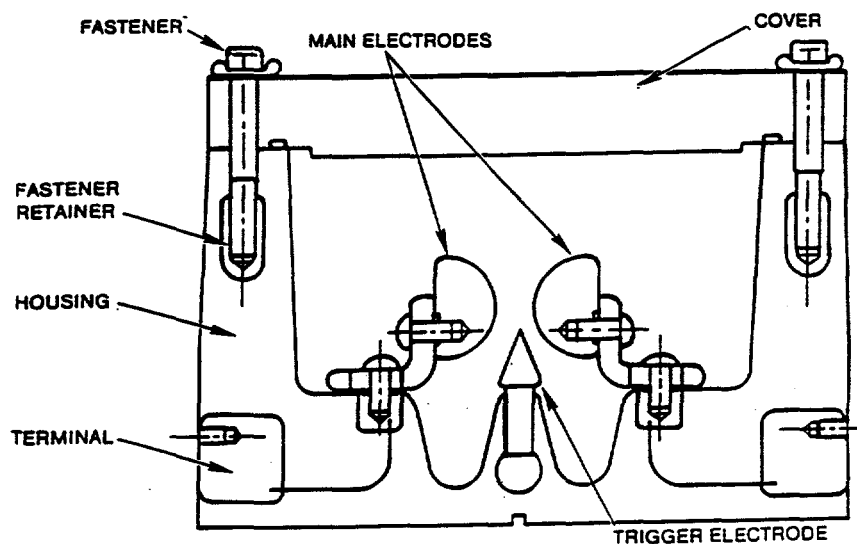 FASTENER
MAIN ELECTRODES
COVER
FASTENER
RETAINER
HOUSING
TERMINAL
TRIGGER ELECTRODE